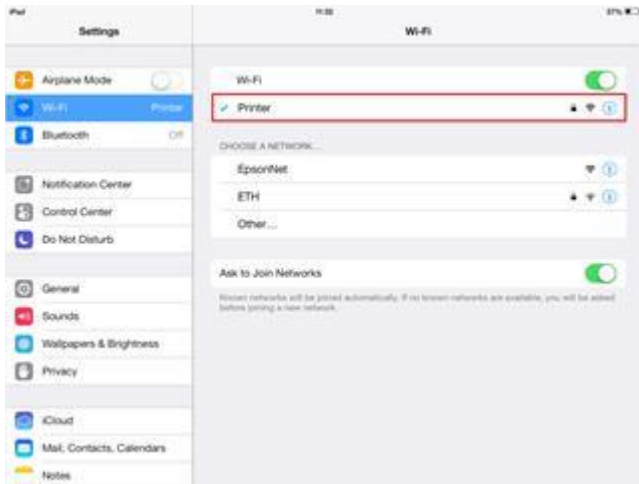 iPad
11:32
Settings
Wi-Fi
Airplane Mode
Wi-Fi
Printer
Bluetooth
Off
Notification Center
Control Center
Do Not Disturb
General
Sounds
Wallpapers & Brightness
Privacy
iCloud
Mail, Contacts, Calendars
Notes
Wi-Fi
Printer
CHOOSE A NETWORK...
EpsonNet
ETH
Other...
Ask to Join Networks
Known networks will be joined automatically. If no known networks are available, you will be asked
before joining a new network.